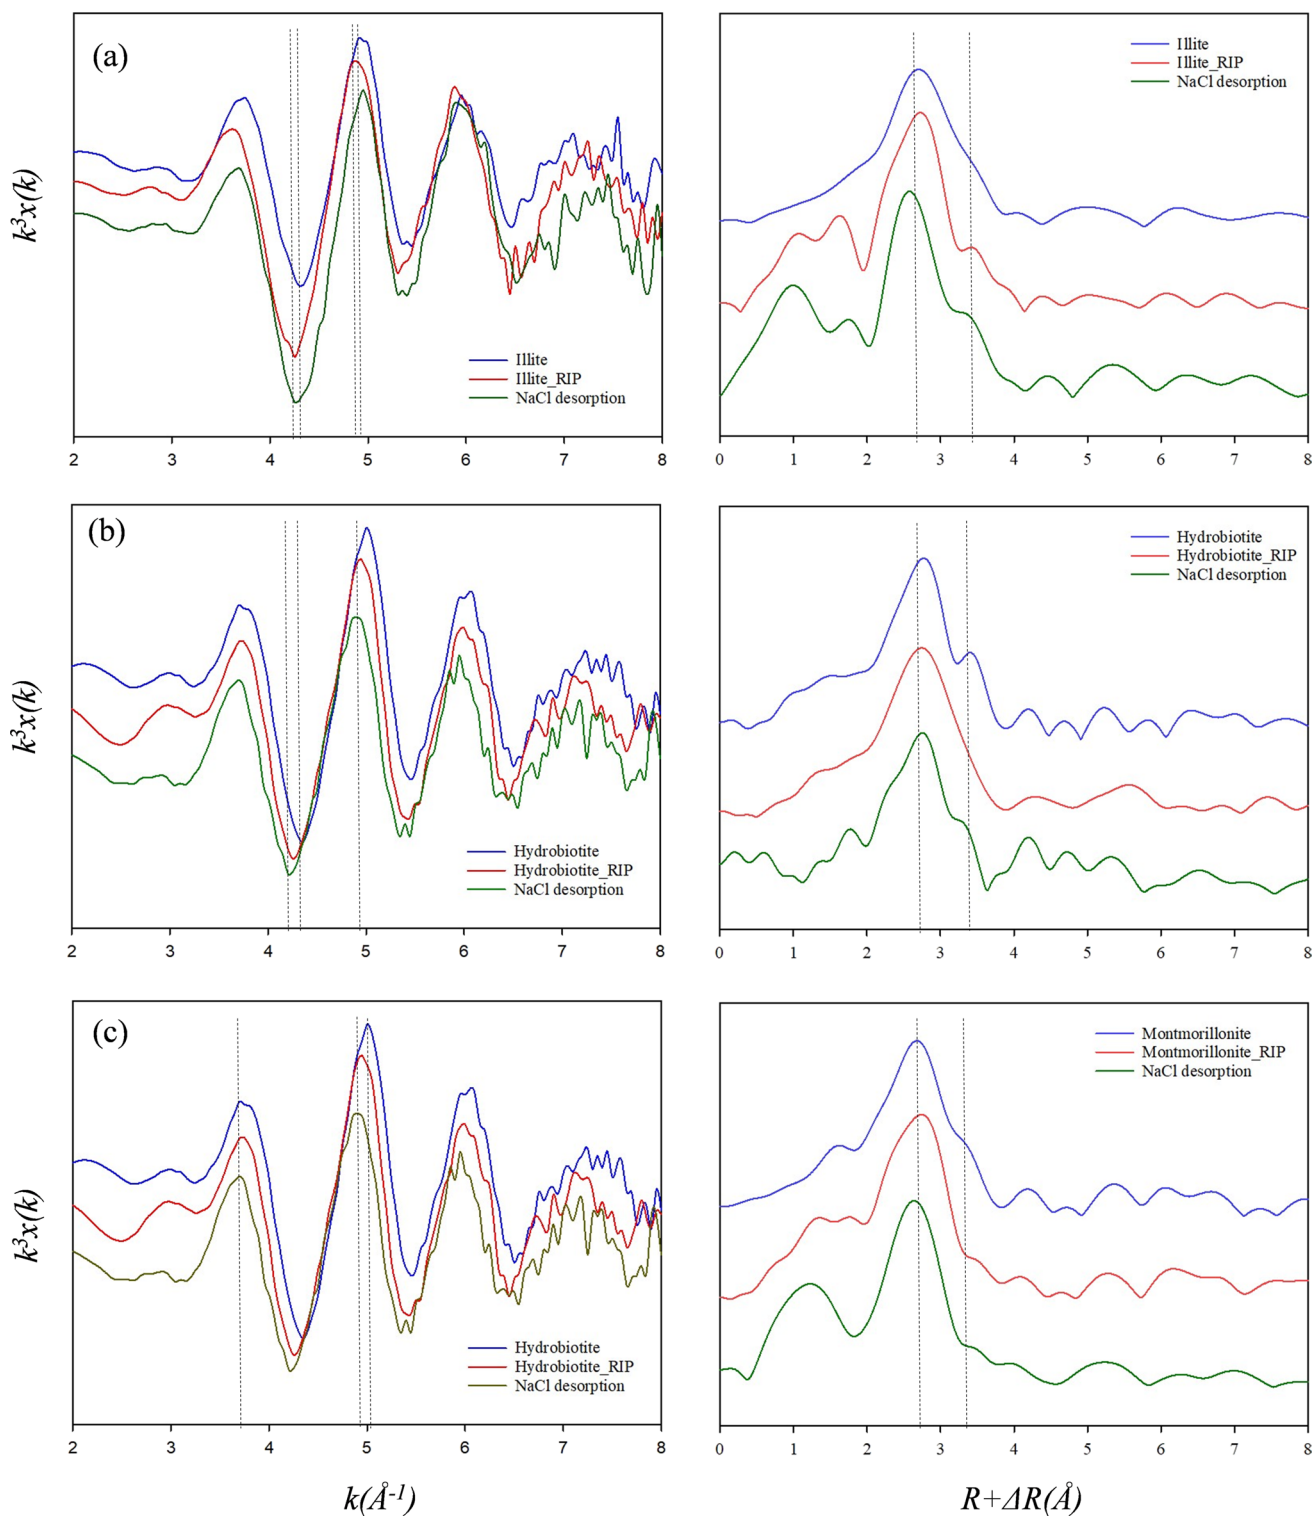 (a)
k³x(k)
Illite
Illite_RIP
NaCl desorption
2 3 4 5 6 7 8
Illite
Illite_RIP
NaCl desorption
0 1 2 3 4 5 6 7 8
(b)
k³x(k)
Hydrobiotite
Hydrobiotite_RIP
NaCl desorption
2 3 4 5 6 7 8
Hydrobiotite
Hydrobiotite_RIP
NaCl desorption
0 1 2 3 4 5 6 7 8
(c)
k³x(k)
Hydrobiotite
Hydrobiotite_RIP
NaCl desorption
2 3 4 5 6 7 8
k(Å⁻¹)
Montmorillonite
Montmorillonite_RIP
NaCl desorption
0 1 2 3 4 5 6 7 8
R+ΔR(Å)